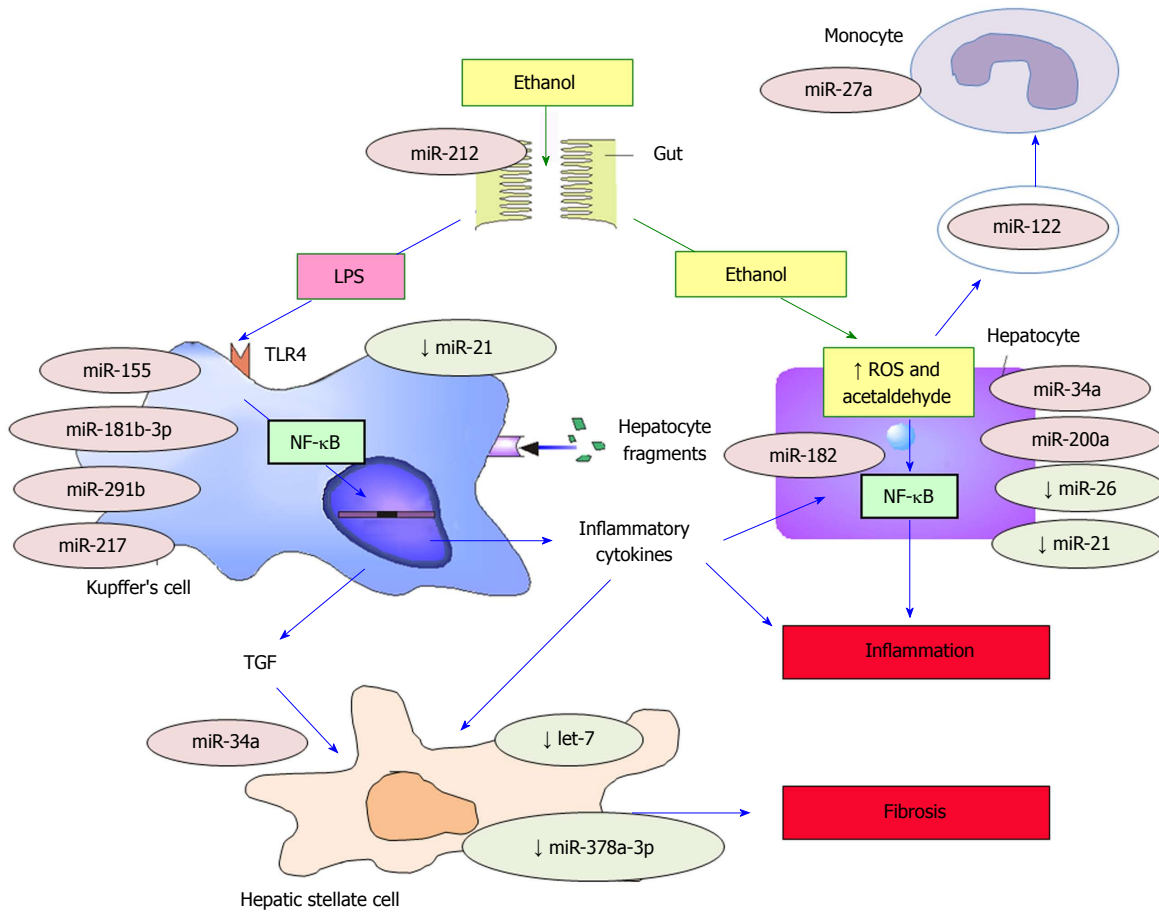 Monocyte
Ethanol
miR-27a
miR-212
Gut
miR-122
LPS
Ethanol
Hepatocyte
↓ miR-21
TLR4
miR-155
↑ ROS and
acetaldehyde
miR-34a
miR-181b-3p
NF-κB
Hepatocyte
fragments
miR-200a
miR-182
miR-291b
NF-κB
↓ miR-26
miR-217
Inflammatory
cytokines
↓ miR-21
Kupffer's cell
TGF
Inflammation
miR-34a
↓ let-7
Fibrosis
↓ miR-378a-3p
Hepatic stellate cell